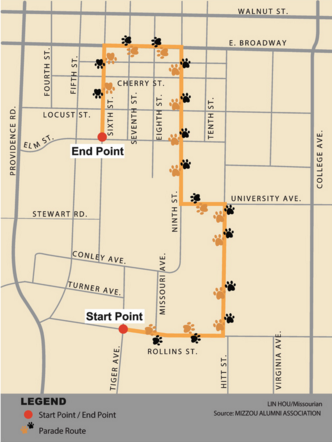 WALNUT ST.
E. BROADWAY
FOURTH ST.
FIFTH ST.
CHERRY ST.
SIXTH ST.
SEVENTH ST.
EIGHTH ST.
TENTH ST.
LOCUST ST.
ELM ST.
End Point
PROVIDENCE RD.
COLLEGE AVE.
NINTH ST.
UNIVERSITY AVE.
STEWART RD.
CONLEY AVE.
TURNER AVE.
MISSOURI AVE.
Start Point
ROLLINS ST.
TIGER AVE.
HITT ST.
VIRGINIA AVE.
LEGEND
Start Point / End Point
Parade Route
LIN HOU/Missourian
Source: MIZZOU ALUMNI ASSOCIATION